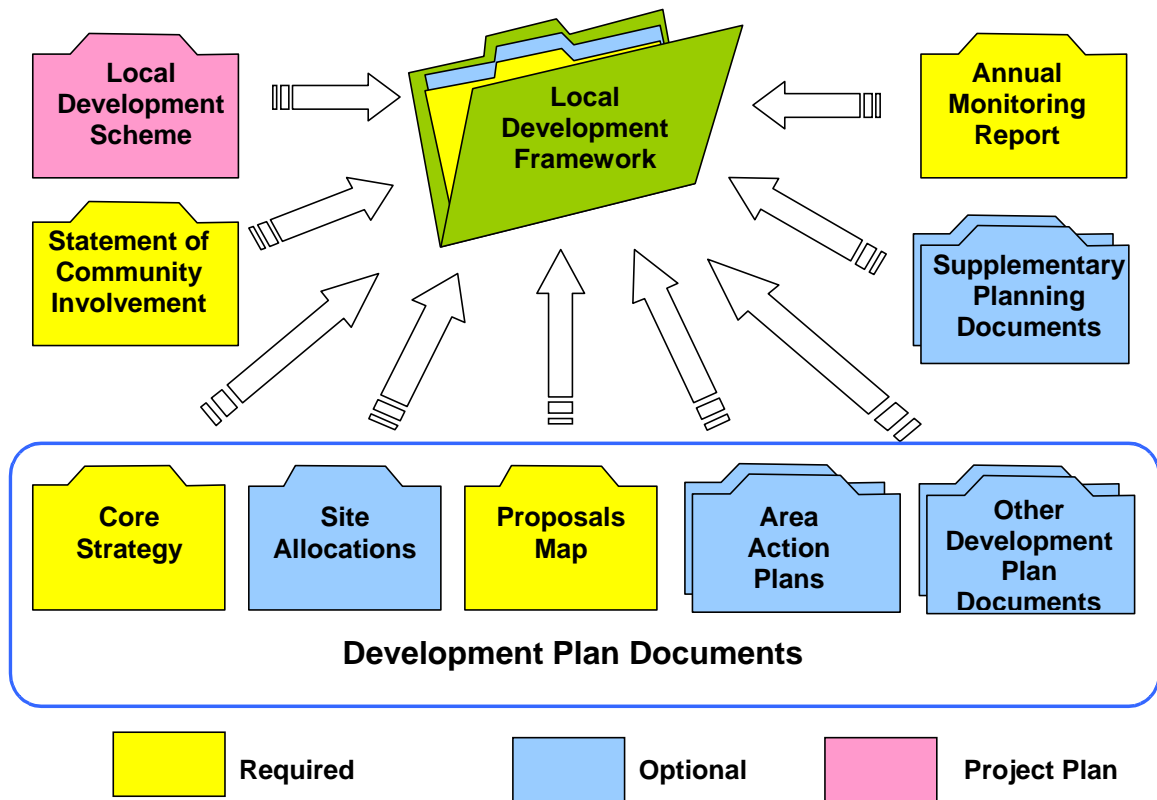 Local
Development
Scheme
Local
Development
Framework
Annual
Monitoring
Report
Statement of
Community
Involvement
Supplementary
Planning
Documents
Core
Strategy
Site
Allocations
Proposals
Map
Area
Action
Plans
Other
Development
Plan
Documents
Development Plan Documents
Required
Optional
Project Plan